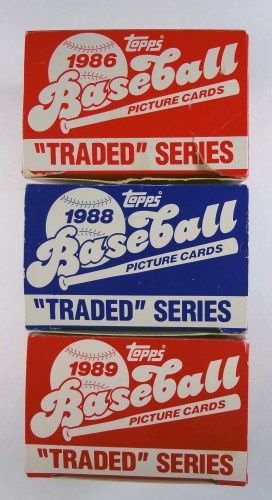 Topps
1986
Baseball
PICTURE CARDS
"TRADED" SERIES
Topps
1988
Baseball
PICTURE CARDS
"TRADED" SERIES
Topps
1989
Baseball
PICTURE CARDS
"TRADED" SERIES